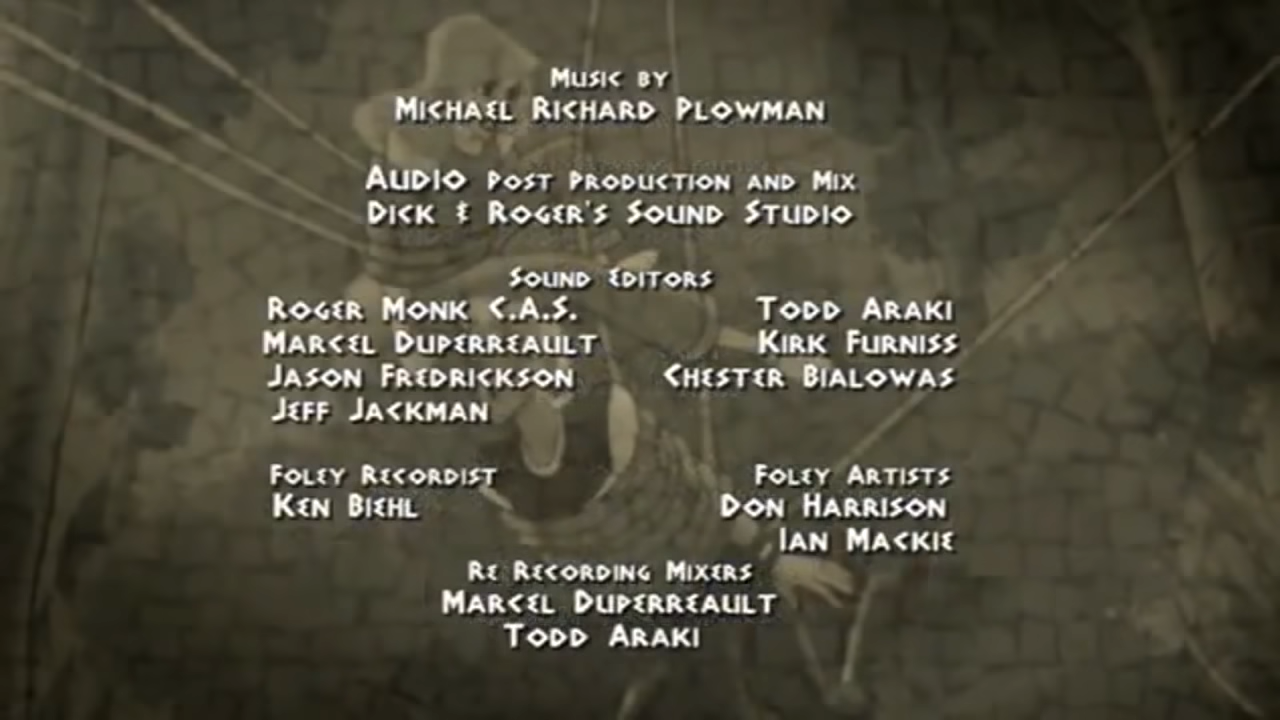 Music by
Michael Richard Plowman
Audio Post Production and Mix
Dick & Roger's Sound Studio
Sound Editors
Roger Monk C.A.S.
Todd Araki
Marcel Duperreault
Kirk Furniss
Jason Fredrickson
Chester Bialowas
Jeff Jackman
Foley Recordist
Foley Artists
Ken Biehl
Don Harrison
Ian Mackie
Re Recording Mixers
Marcel Duperreault
Todd Araki